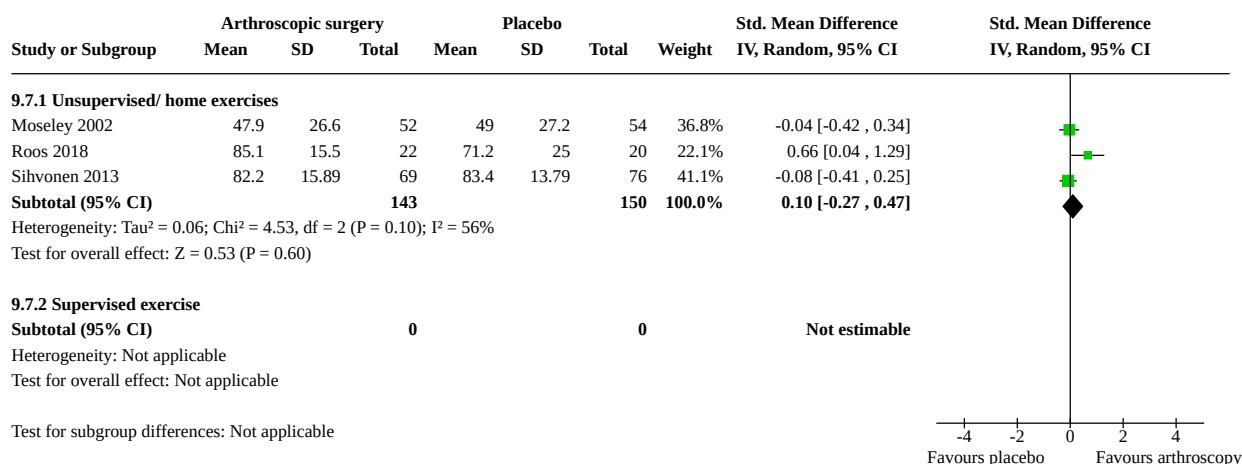 Arthroscopic surgery Placebo Std. Mean Difference Std. Mean Difference
Study or Subgroup Mean SD Total Mean SD Total Weight IV, Random, 95% CI IV, Random, 95% CI
9.7.1 Unsupervised/ home exercises
Moseley 2002 47.9 26.6 52 49 27.2 54 36.8% -0.04 [-0.42 , 0.34]
Roos 2018 85.1 15.5 22 71.2 25 20 22.1% 0.66 [0.04 , 1.29]
Sihvonen 2013 82.2 15.89 69 83.4 13.79 76 41.1% -0.08 [-0.41 , 0.25]
Subtotal (95% CI) 143 150 100.0% 0.10 [-0.27 , 0.47]
Heterogeneity: Tau² = 0.06; Chi² = 4.53, df = 2 (P = 0.10); I² = 56%
Test for overall effect: Z = 0.53 (P = 0.60)
9.7.2 Supervised exercise
Subtotal (95% CI) 0 0 Not estimable
Heterogeneity: Not applicable
Test for overall effect: Not applicable
Test for subgroup differences: Not applicable
-4 -2 0 2 4
Favours placebo Favours arthroscopy